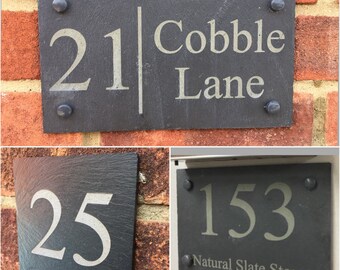 21 Cobble
Lane
25
153
Natural Slate